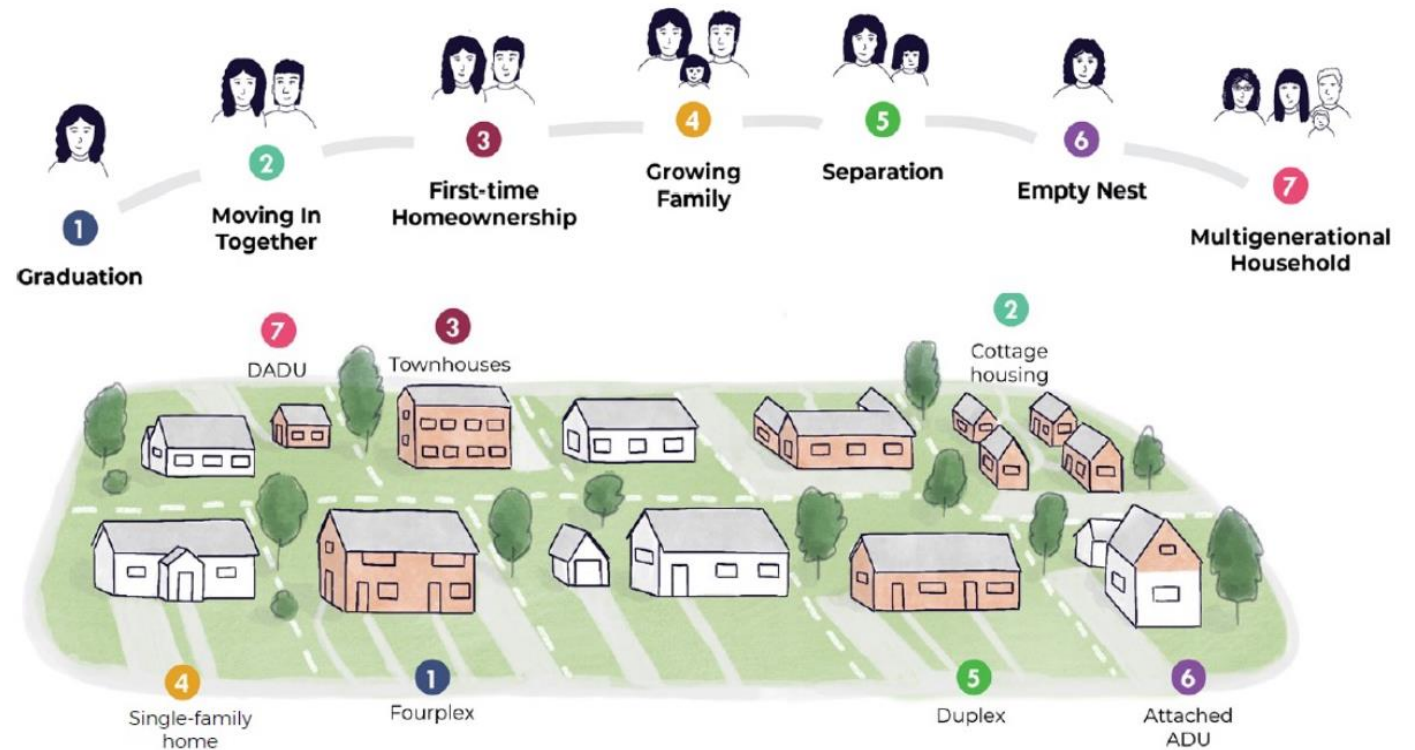 1
Graduation
2
Moving In
Together
3
First-time
Homeownership
4
Growing
Family
5
Separation
6
Empty Nest
7
Multigenerational
Household
7
DADU
3
Townhouses
2
Cottage
housing
4
Single-family
home
1
Fourplex
5
Duplex
6
Attached
ADU